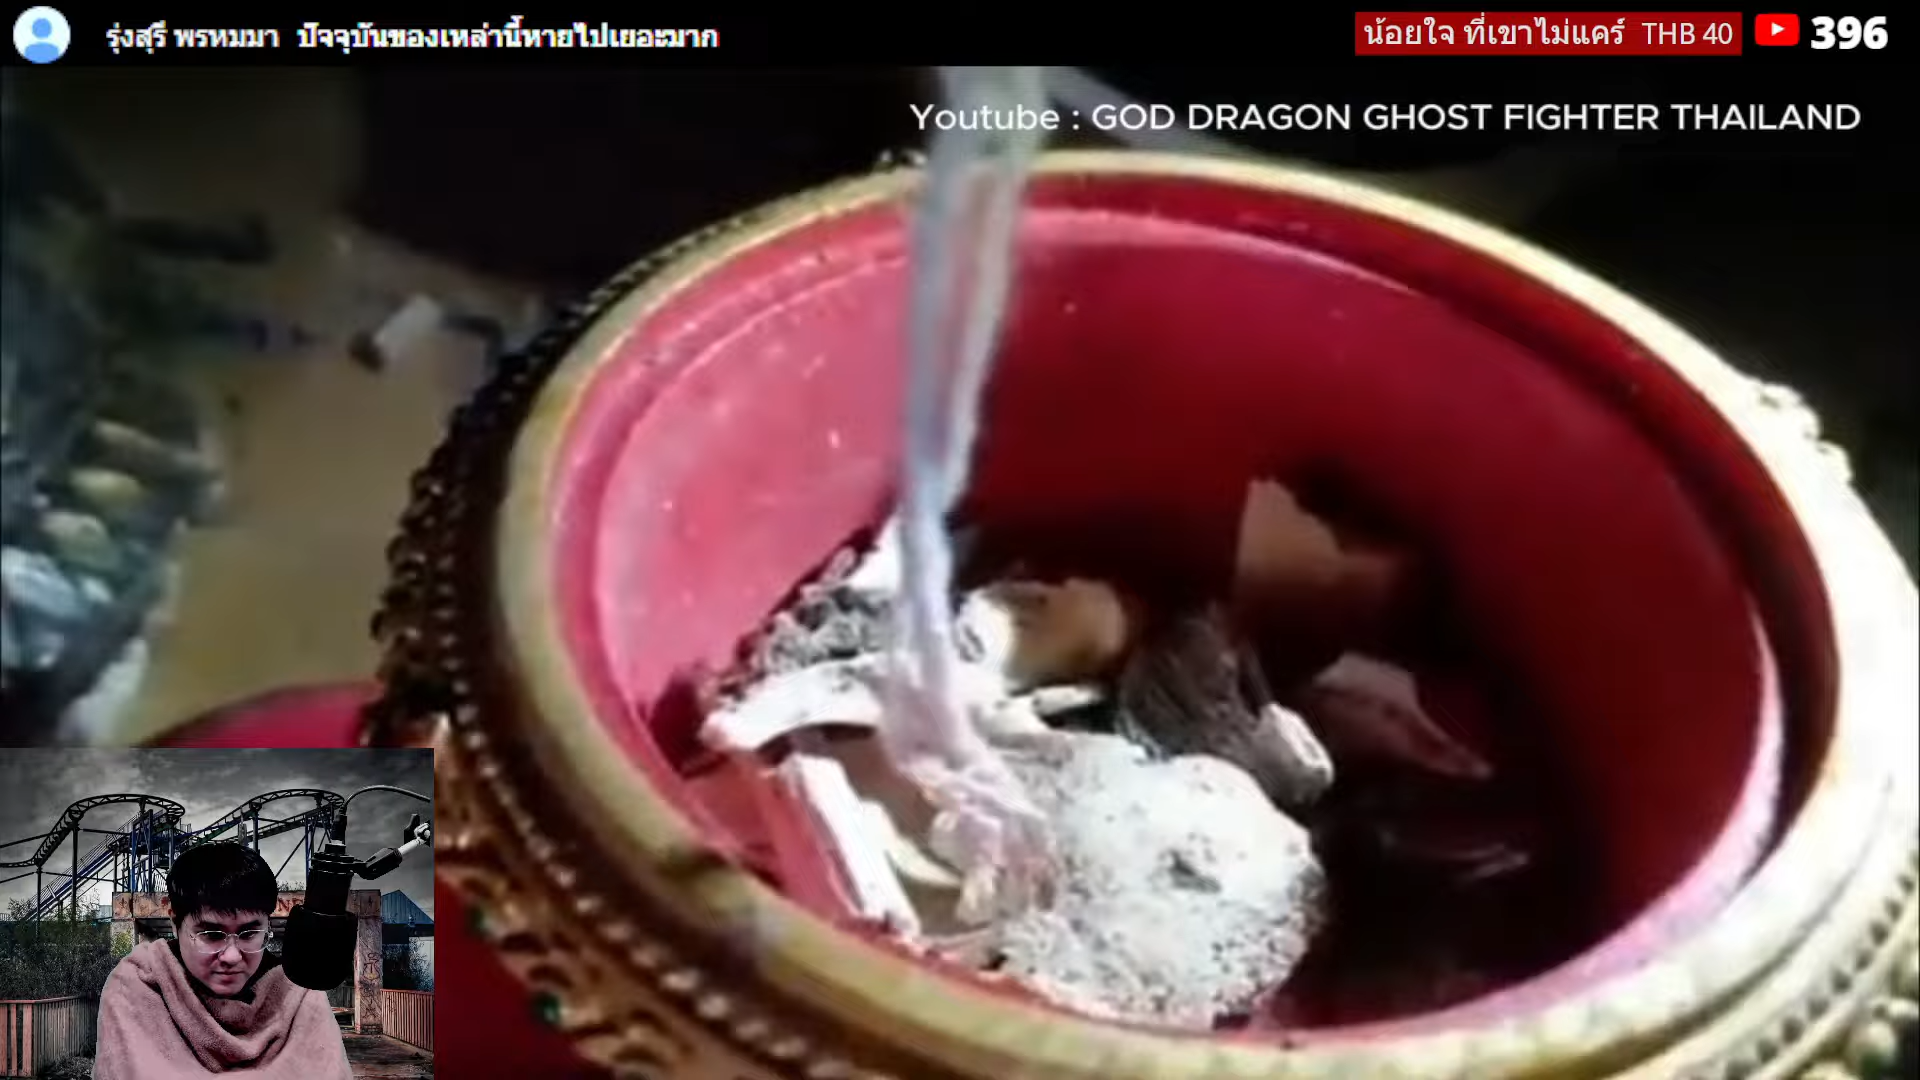 รุ่งสุรี พรหมมา ปัจจุบันของเหล่านี้หายไปเยอะมาก
น้อยใจ ที่เขาไม่แคร์ THB 40
396
Youtube : GOD DRAGON GHOST FIGHTER THAILAND